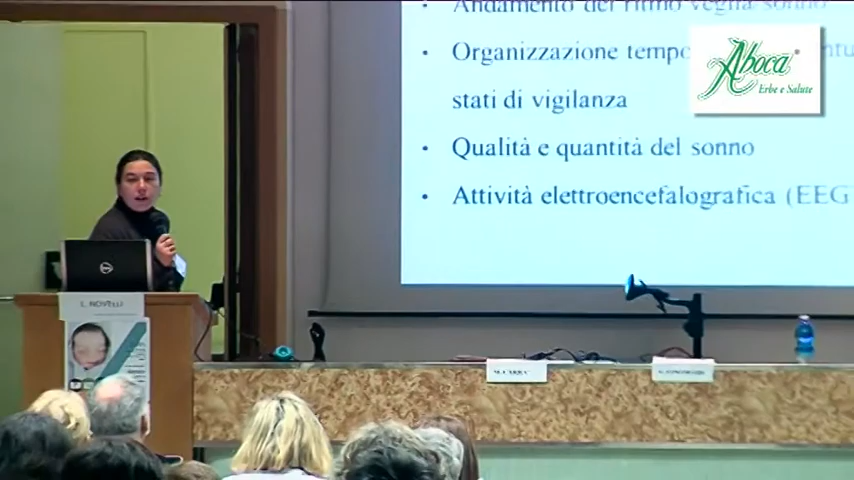 Andamento del ritmo veglia/sonno
• Organizzazione
stati di vigilanza
• Qualità e quantità del sonno
• Attività elettroencefalografica (EEG
Aboca
Erbe e Salute
DELL
L. NOVELLI